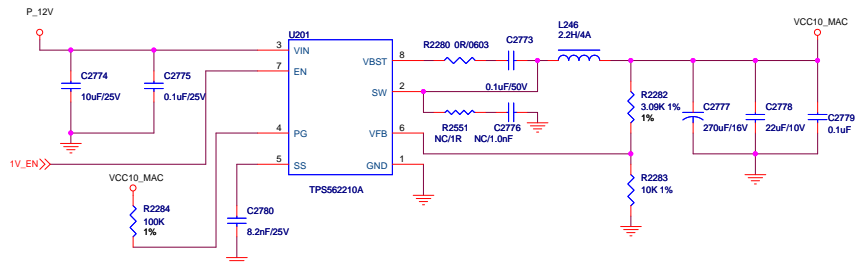 P_12V
U201
3
VIN
7
EN
4
PG
5
SS
VBST
8
SW
2
VFB
6
GND
1
TPS562210A
C2774
10uF/25V
C2775
0.1uF/25V
1V_EN
VCC10_MAC
R2284
100K
1%
C2780
8.2nF/25V
R2280 0R/0603
C2773
0.1uF/50V
R2551
NC/1R
C2776
NC/1.0nF
L246
2.2H/4A
VCC10_MAC
R2282
3.09K 1%
1%
R2283
10K 1%
C2777
270uF/16V
C2778
22uF/10V
C2779
0.1uF